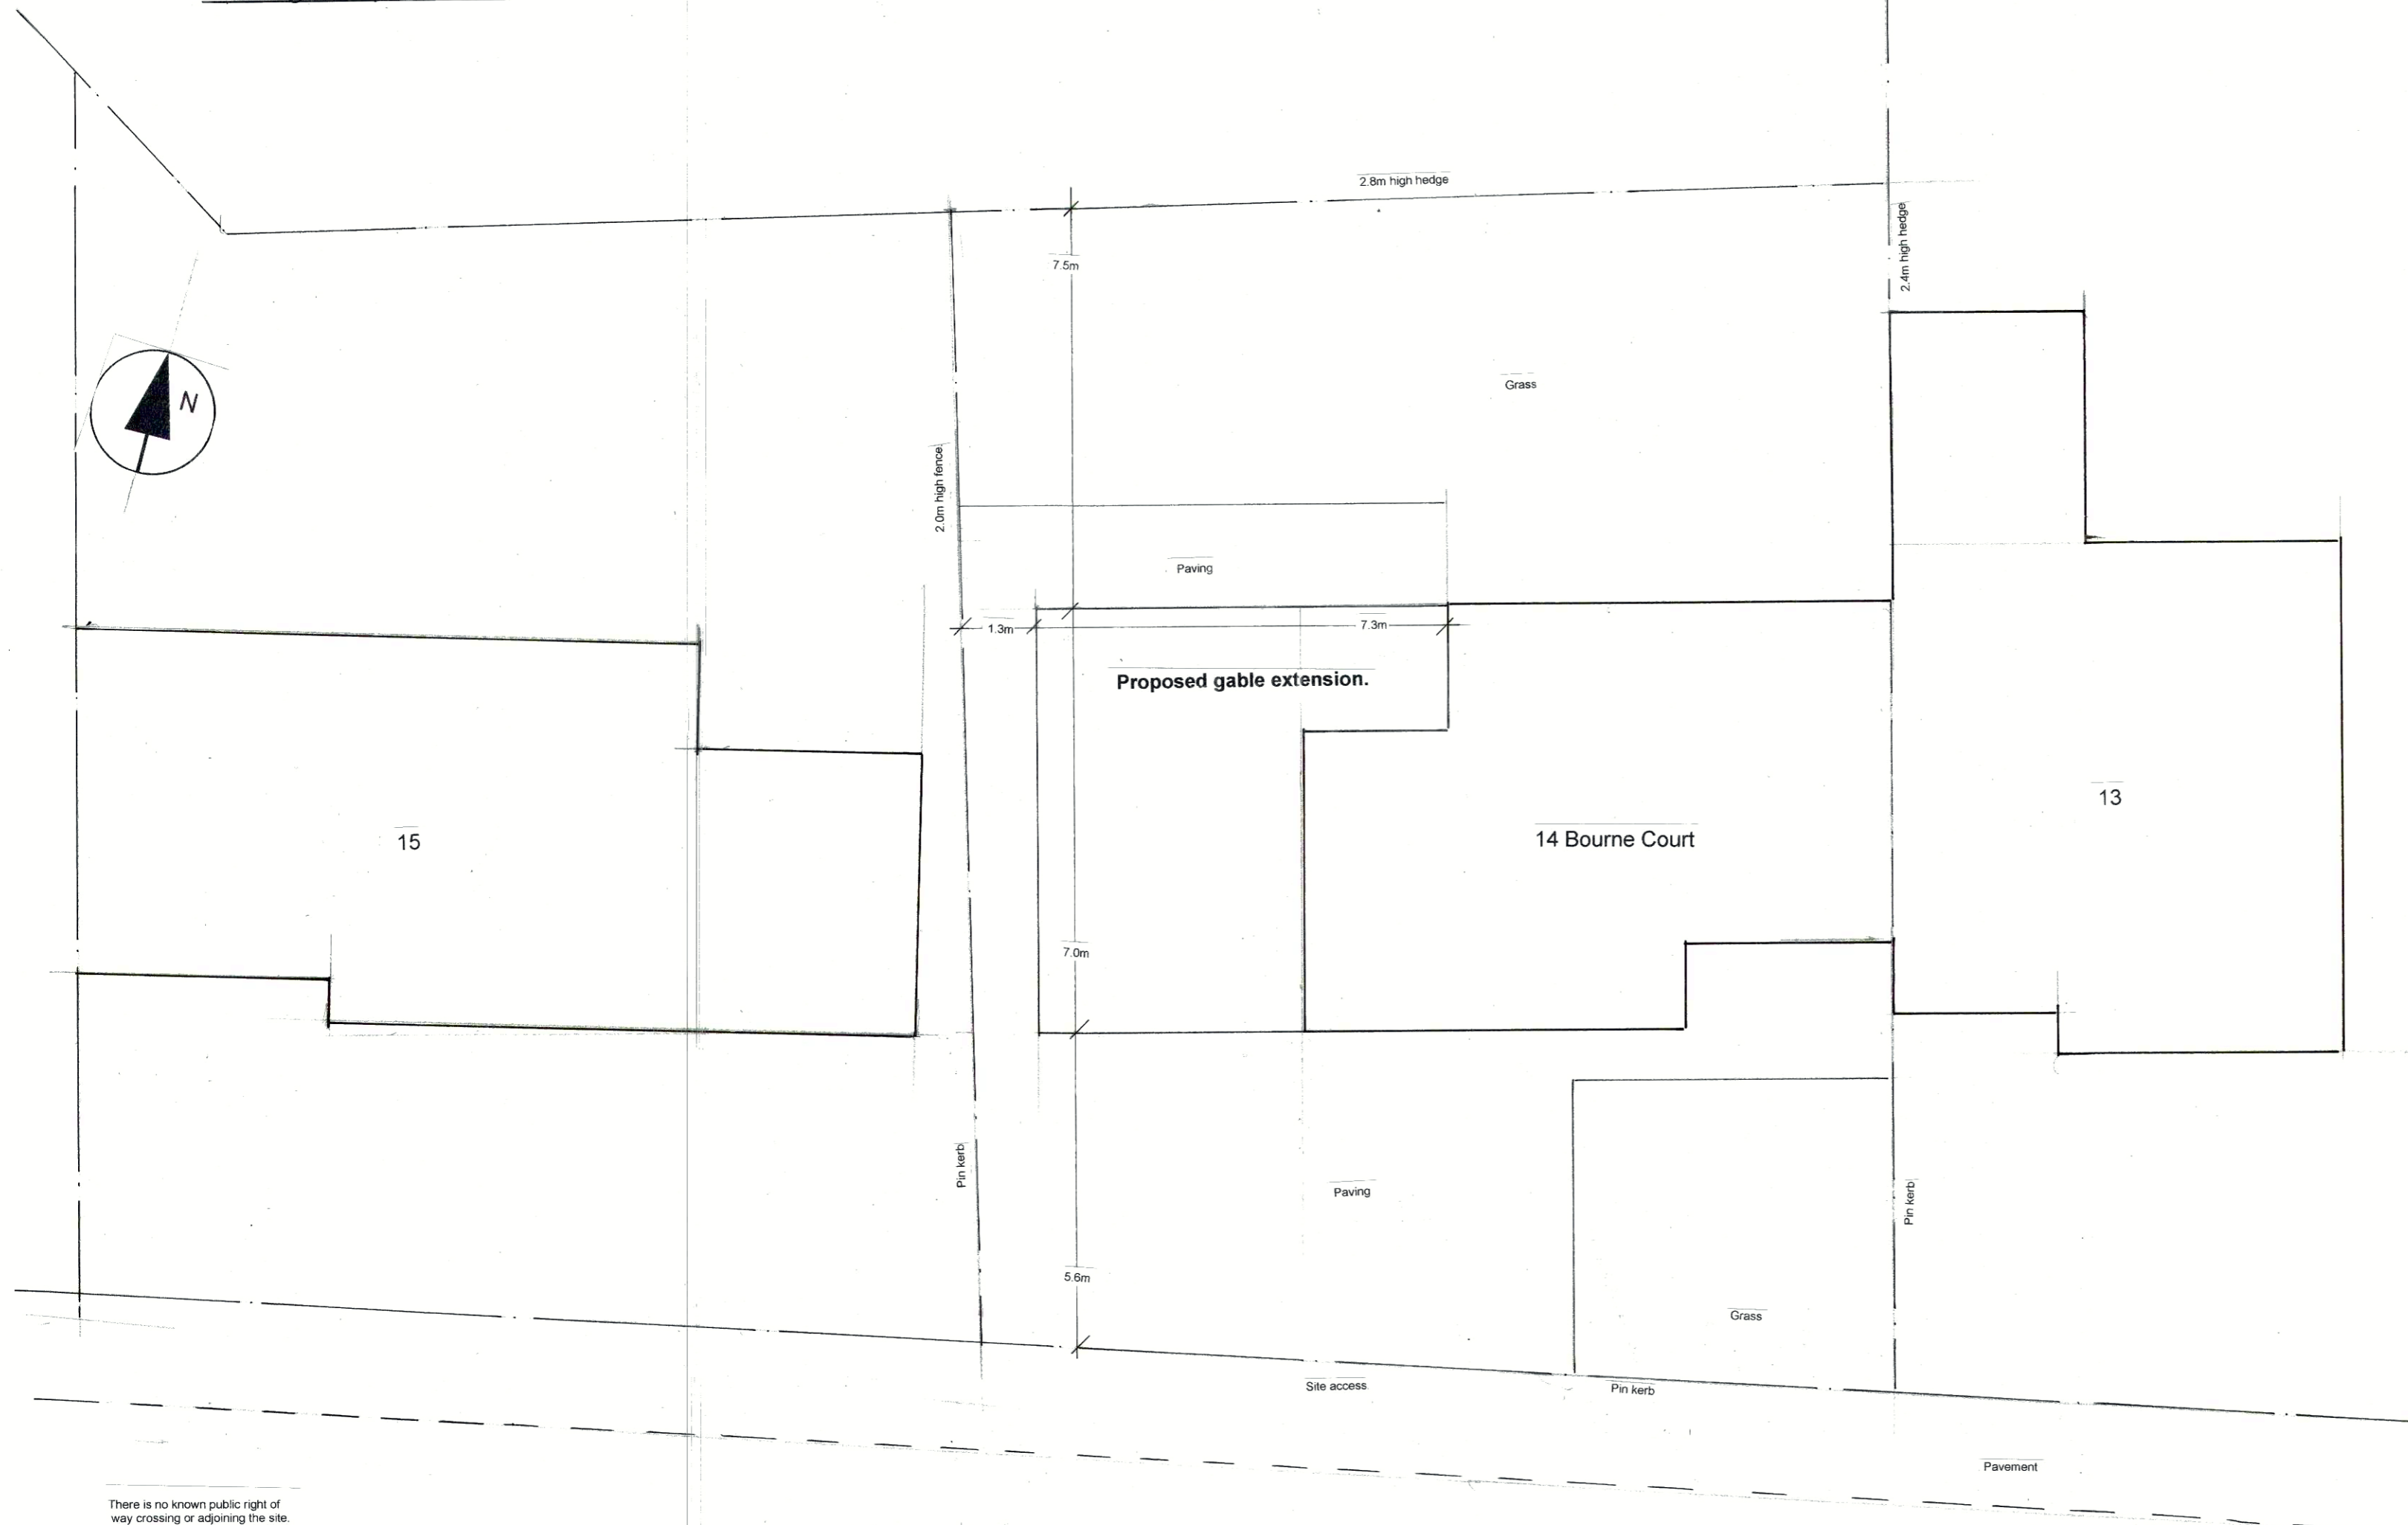 2.8m high hedge
2.4m high hedge
7.5m
Grass
N
2.0m high fence
Paving
1.3m
7.3m
Proposed gable extension.
13
14 Bourne Court
15
7.0m
Pin kerb
Paving
Pin kerb
5.6m
Grass
Site access
Pin kerb
Pavement
There is no known public right of
way crossing or adjoining the site.